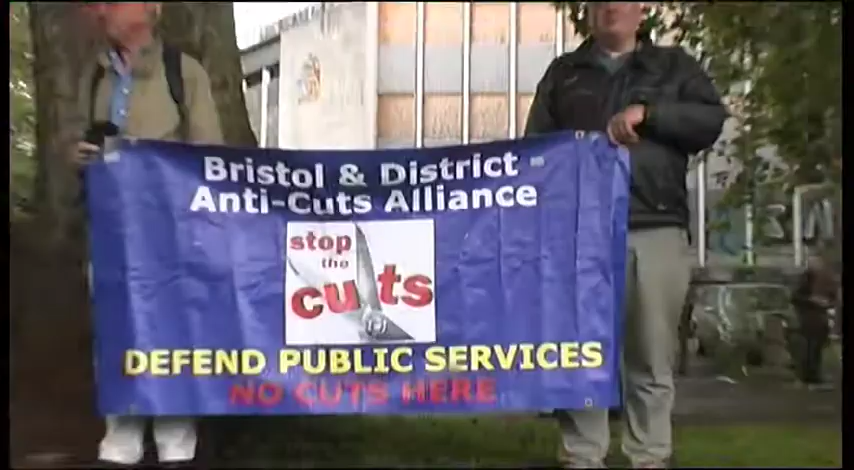 Bristol & District
Anti-Cuts Alliance
stop
the
cuts
DEFEND PUBLIC SERVICES
NO CUTS HERE